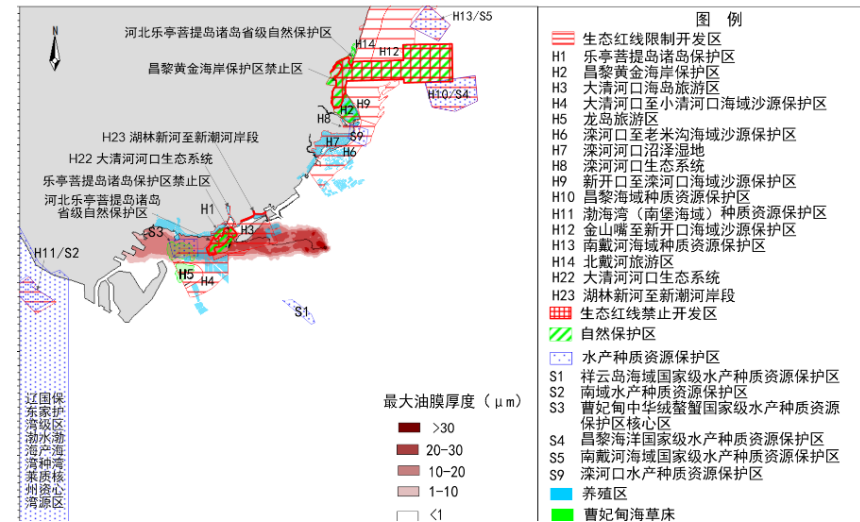 N
H13/S5
河北乐亭菩提岛诸岛省级自然保护区
H14
H12
昌黎黄金海岸保护区禁止区
H10/S4
H2
H9
H8
S9
H23 湖林新河至新潮河岸段
H7
H6
H22 大清河河口生态系统
乐亭菩提岛诸岛保护区禁止区
河北乐亭菩提岛诸岛
省级自然保护区
H1
S3
H3
H11/S2
H5
H4
S1
辽国保
东家护
湾级区
渤水渤
海产海
湾种湾
莱质核
州资心
湾源区
最大油膜厚度（μm）
>30
20-30
10-20
1-10
<1
图 例
生态红线限制开发区
H1 乐亭菩提岛诸岛保护区
H2 昌黎黄金海岸保护区
H3 大清河口海岛旅游区
H4 大清河口至小清河口海域沙源保护区
H5 龙岛旅游区
H6 滦河口至老米沟海域沙源保护区
H7 滦河河口沼泽湿地
H8 滦河河口生态系统
H9 新开口至滦河口海域沙源保护区
H10 昌黎海域种质资源保护区
H11 渤海湾（南堡海域）种质资源保护区
H12 金山嘴至新开口海域沙源保护区
H13 南戴河海域种质资源保护区
H14 北戴河旅游区
H22 大清河河口生态系统
H23 湖林新河至新潮河岸段
生态红线禁止开发区
自然保护区
水产种质资源保护区
S1 祥云岛海域国家级水产种质资源保护区
S2 南域水产种质资源保护区
S3 曹妃甸中华绒螯蟹国家级水产种质资源
保护区核心区
S4 昌黎海洋国家级水产种质资源保护区
S5 南戴河海域国家级水产种质资源保护区
S9 滦河口水产种质资源保护区
养殖区
曹妃甸海草床